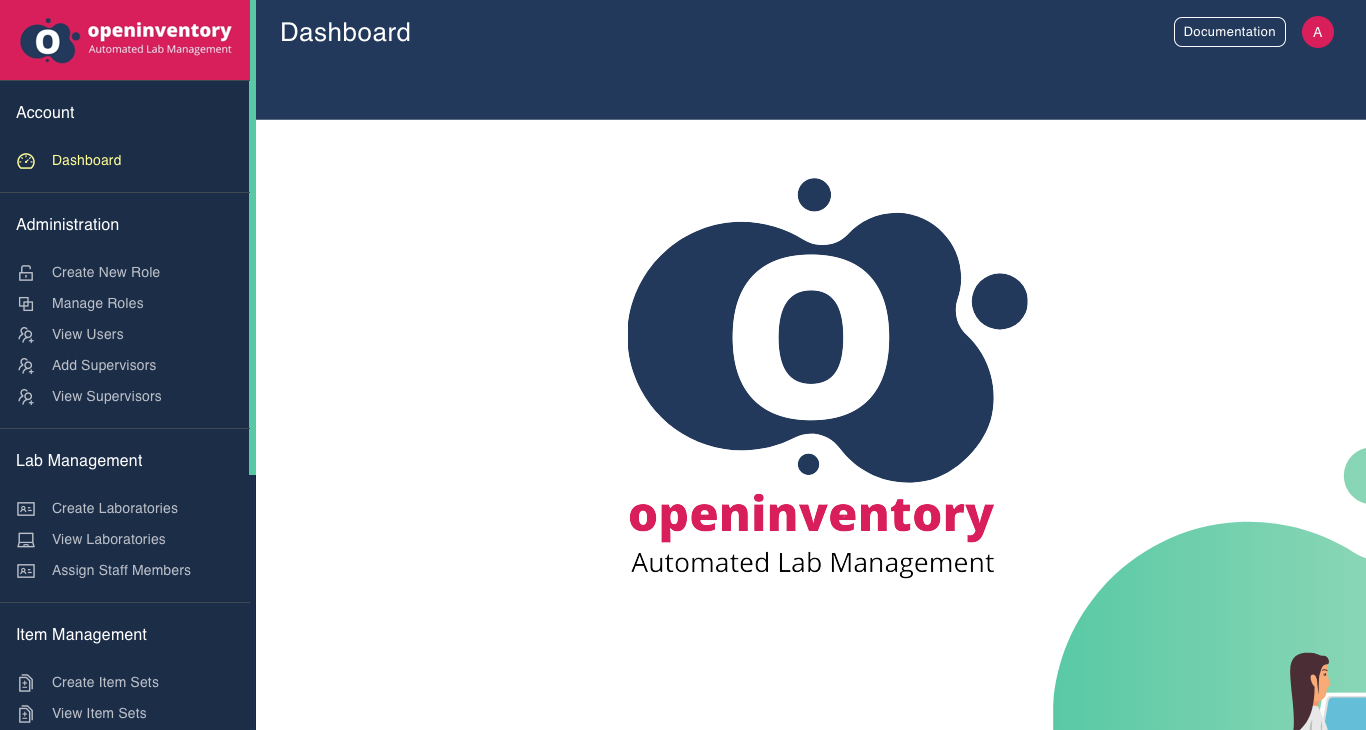 openinventory
Automated Lab Management
Dashboard
Documentation
A
Account
Dashboard
Administration
Create New Role
Manage Roles
View Users
Add Supervisors
View Supervisors
Lab Management
Create Laboratories
View Laboratories
Assign Staff Members
Item Management
Create Item Sets
View Item Sets
openinventory
Automated Lab Management